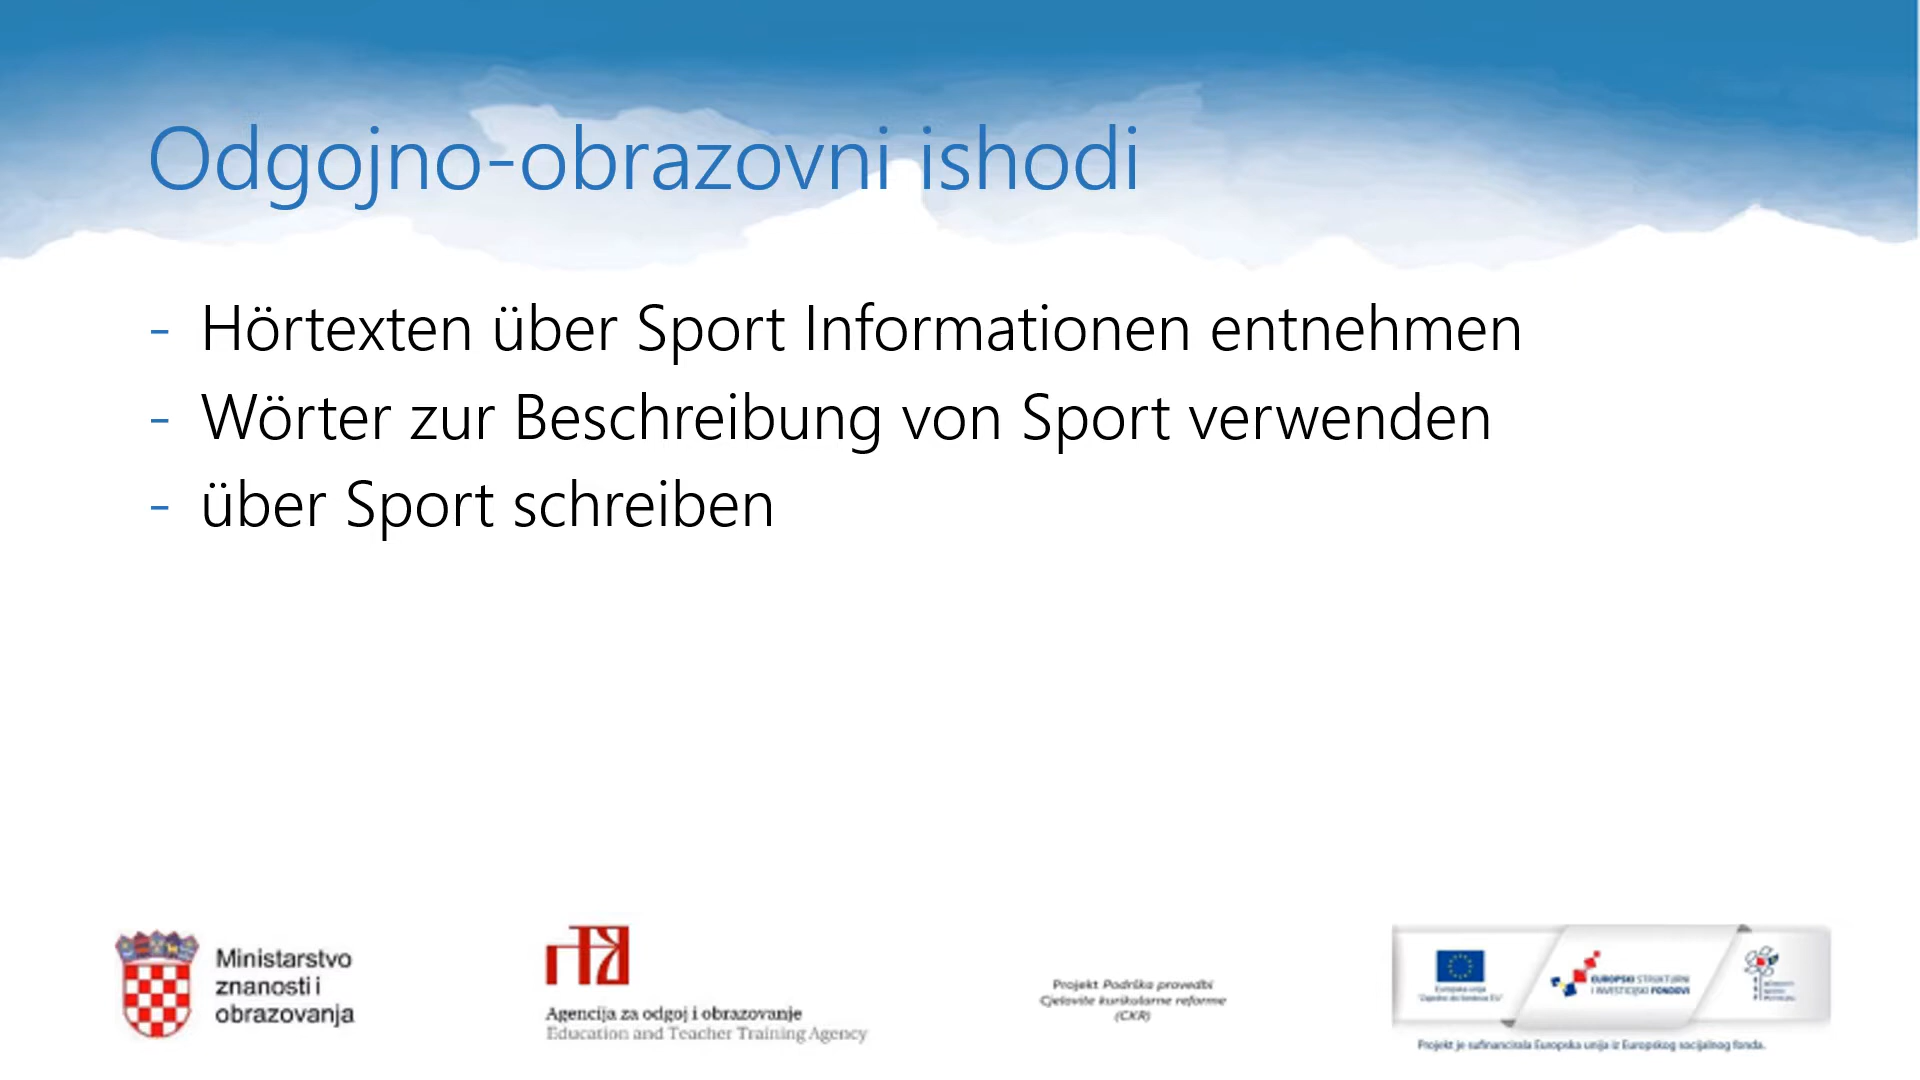 Odgojno-obrazovni ishodi
- Hörtexten über Sport Informationen entnehmen
- Wörter zur Beschreibung von Sport verwenden
- über Sport schreiben
Ministarstvo
znanosti i
obrazovanja
Agencija za odgoj i obrazovanje
Education and Teacher Training Agency
Projekt Podrška provedbi
Cjelovite kurikularne reforme
(CKR)
Europska unija
EUROPSKI STRUKTURNI
I INVESTICIJSKI FONDOVI
Projekt je sufinancirala Europska unija iz Europskog socijalnog fonda.